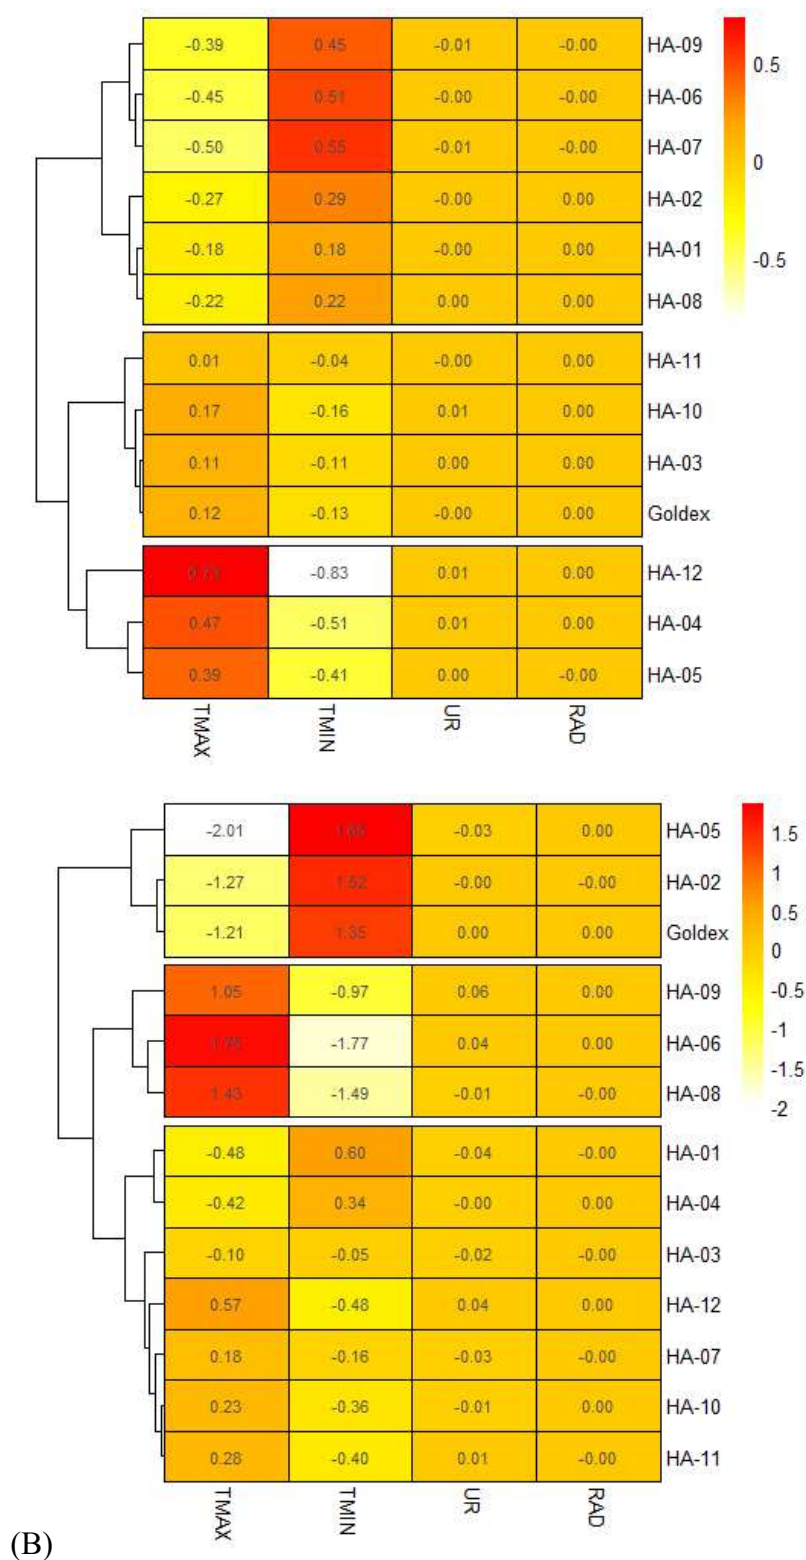 -0.39 0.45 -0.01 -0.00 HA-09
0.5
-0.45 0.51 -0.00 -0.00 HA-06
-0.50 0.55 -0.01 -0.00 HA-07
0
-0.27 0.29 -0.00 0.00 HA-02
-0.18 0.18 -0.00 0.00 HA-01
-0.5
-0.22 0.22 0.00 0.00 HA-08
0.01 -0.04 -0.00 0.00 HA-11
0.17 -0.16 0.01 0.00 HA-10
0.11 -0.11 0.00 0.00 HA-03
0.12 -0.13 -0.00 0.00 Goldex
-0.83 0.01 0.00 HA-12
0.47 -0.51 0.01 0.00 HA-04
0.39 -0.41 0.00 -0.00 HA-05
TMAX TMIN UR RAD
-2.01 -0.03 0.00 HA-05
1.5
-1.27 1.52 -0.00 -0.00 HA-02
1
0.5
-1.21 1.35 0.00 0.00 Goldex
0
1.05 -0.97 0.06 0.00 HA-09
-0.5
-1.77 0.04 0.00 HA-06
-1
-1.5
1.43 -1.49 -0.01 -0.00 HA-08
-2
-0.48 0.60 -0.04 -0.00 HA-01
-0.42 0.34 -0.00 0.00 HA-04
-0.10 -0.05 -0.02 -0.00 HA-03
0.57 -0.48 0.04 0.00 HA-12
0.18 -0.16 -0.03 -0.00 HA-07
0.23 -0.36 -0.01 0.00 HA-10
0.28 -0.40 0.01 -0.00 HA-11
TMAX TMIN UR RAD
(B)